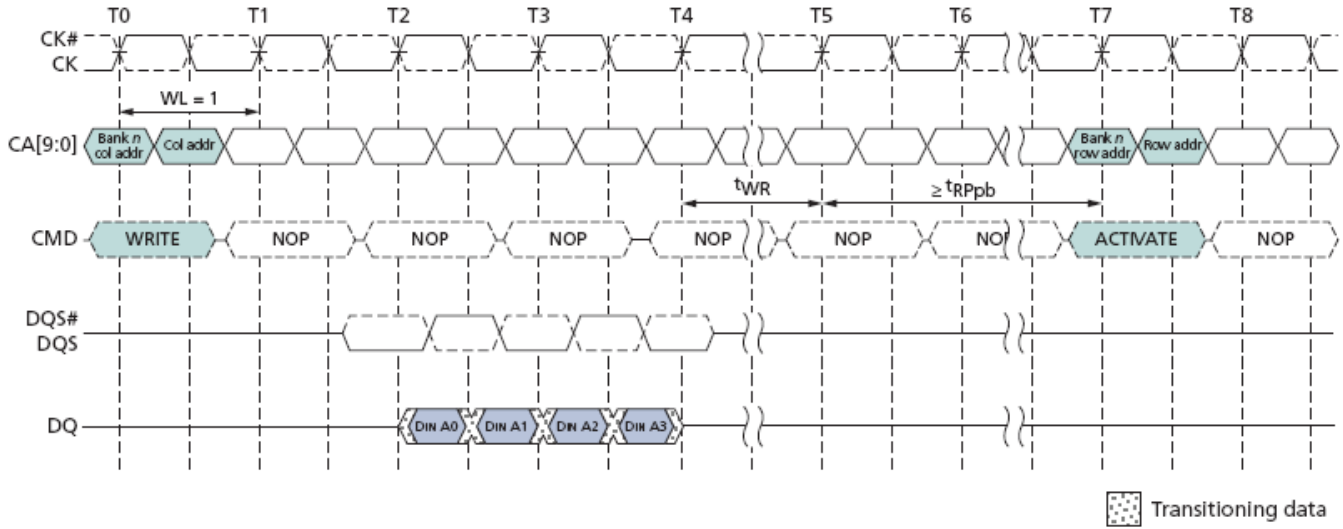 T0 T1 T2 T3 T4 T5 T6 T7 T8
CK#
CK
WL = 1
CA[9:0] Bank n col addr Col addr Bank n row addr Row addr
tWR ≥ tRPpb
CMD WRITE NOP NOP NOP NOP NOP NOP ACTIVATE NOP
DQS#
DQS
DQ DIN A0 DIN A1 DIN A2 DIN A3
Transitioning data